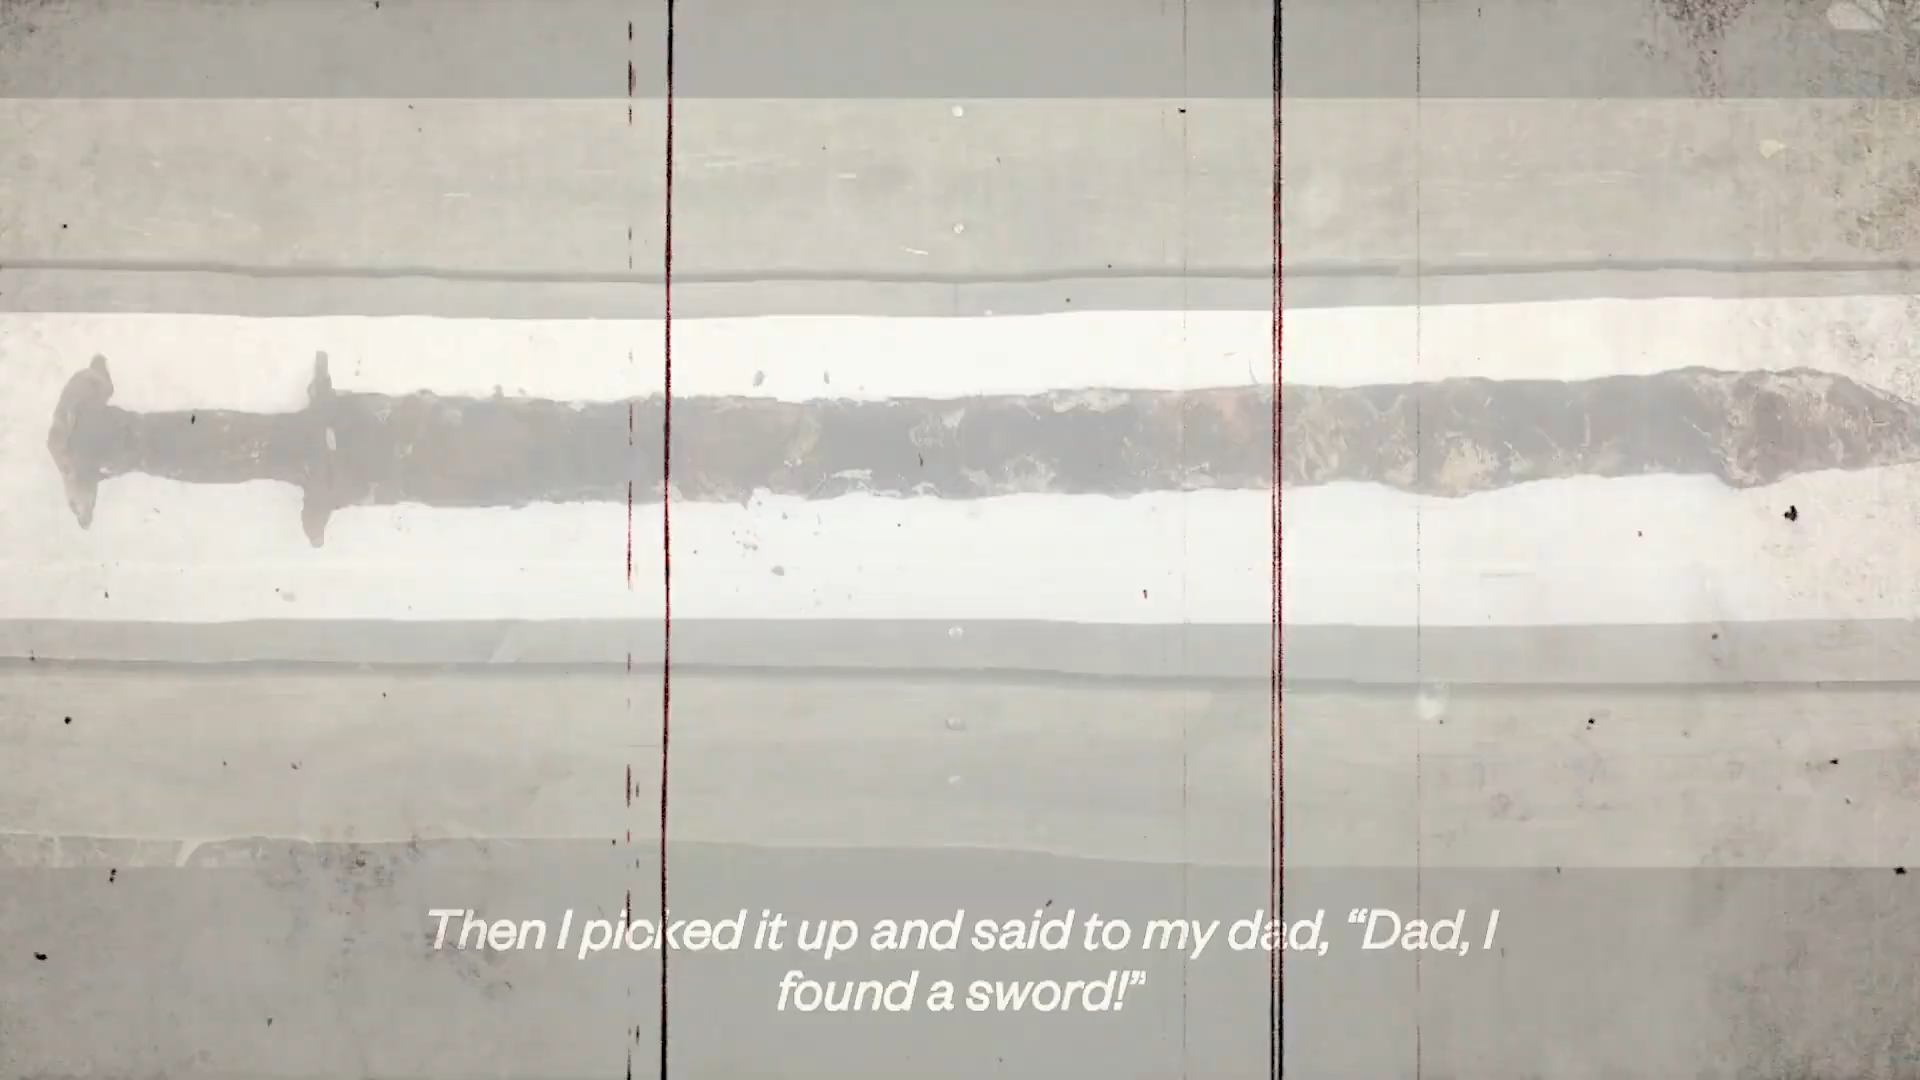 Then I picked it up and said to my dad, “Dad, I
found a sword!”